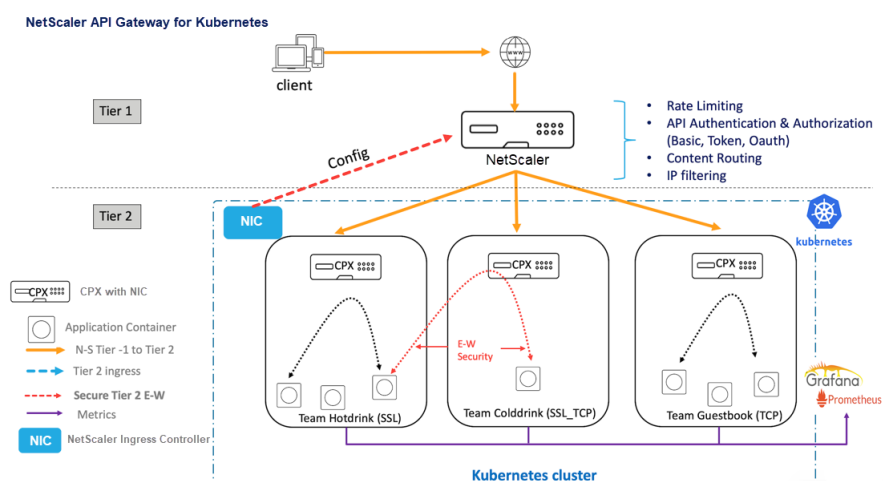 NetScaler API Gateway for Kubernetes
www
client
Tier 1
NetScaler
• Rate Limiting
• API Authentication & Authorization
(Basic, Token, Oauth)
• Content Routing
• IP filtering
Config
Tier 2
NIC
kubernetes
CPX
CPX
CPX
CPX
CPX with NIC
Application Container
N-S Tier -1 to Tier 2
Tier 2 ingress
Secure Tier 2 E-W
Metrics
NIC
NetScaler Ingress Controller
E-W
Security
Team Hotdrink (SSL)
Team Colddrink (SSL_TCP)
Team Guestbook (TCP)
Grafana
Prometheus
Kubernetes cluster